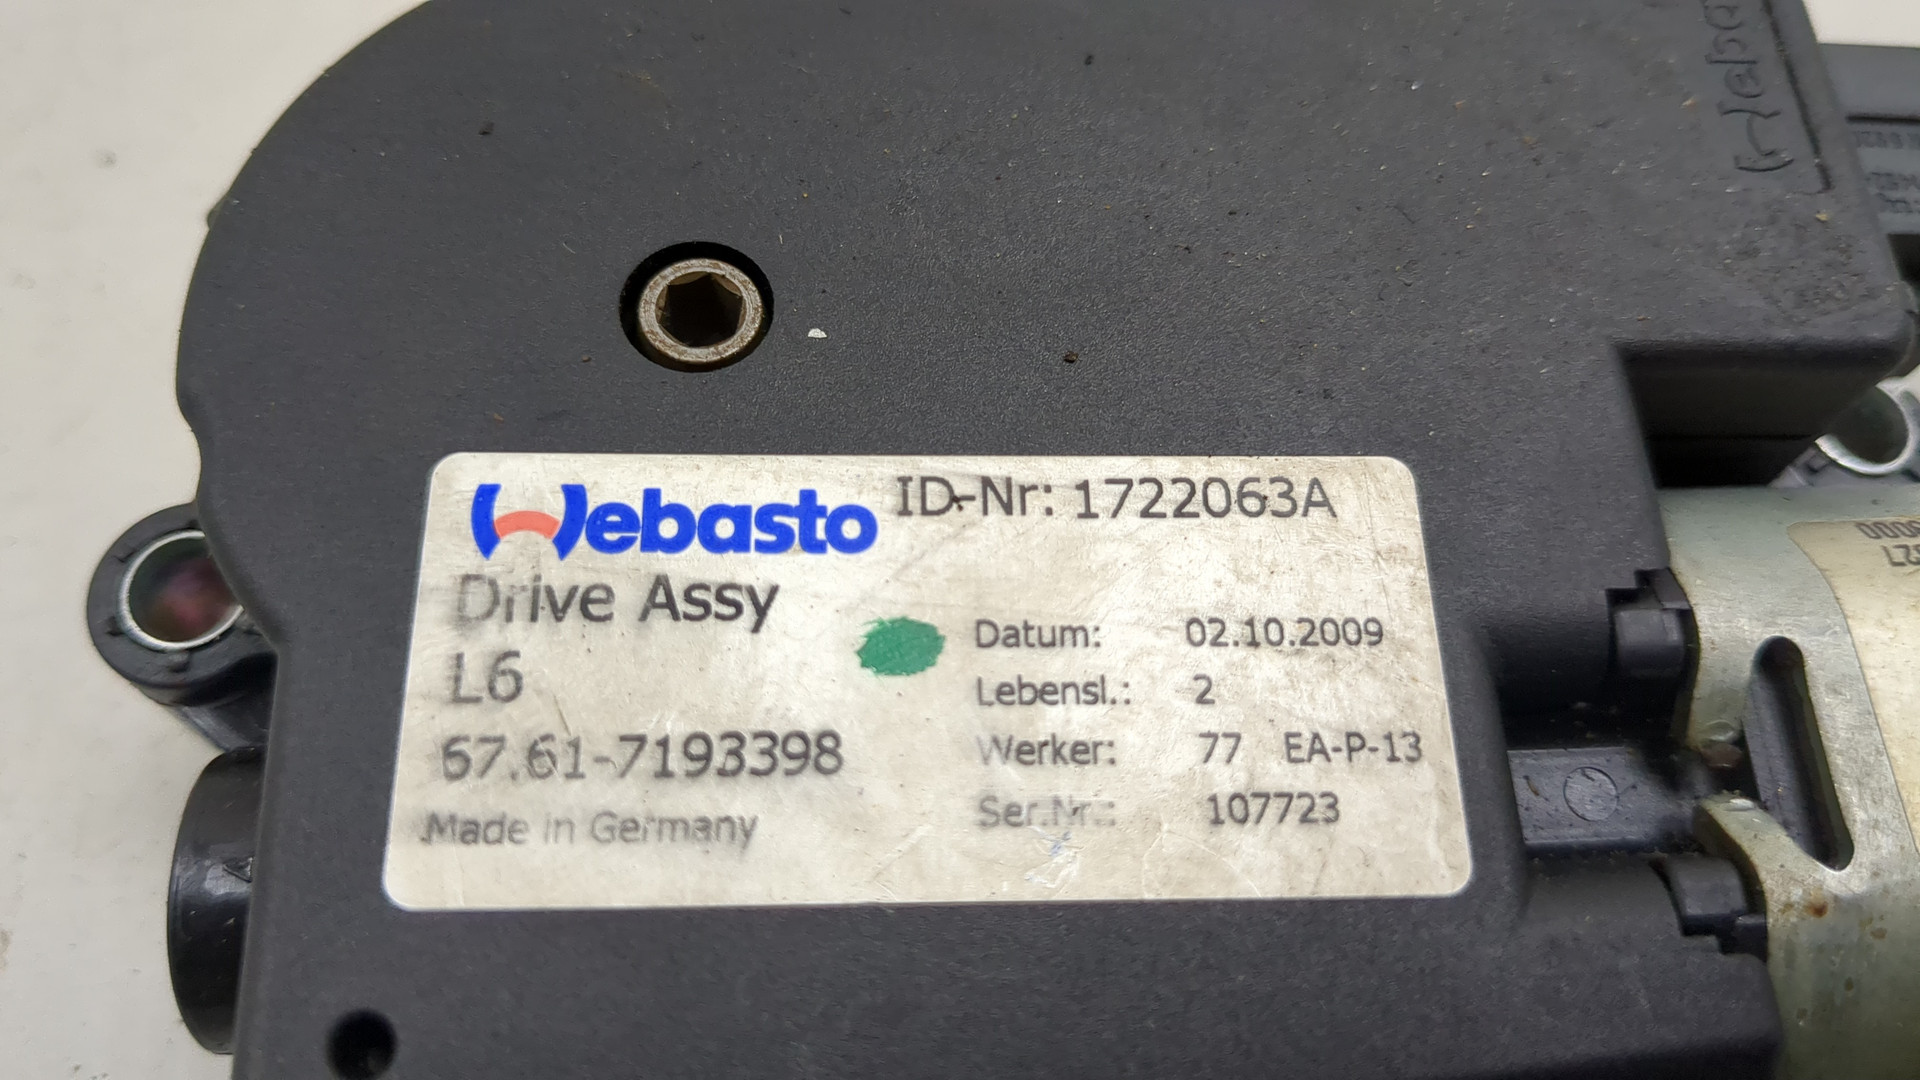 Webasto
ID-Nr: 1722063A
Drive Assy
L6
67.61-7193398
Made in Germany
Datum: 02.10.2009
Lebensl.: 2
Werker: 77 EA-P-13
Ser.Nr.: 107723